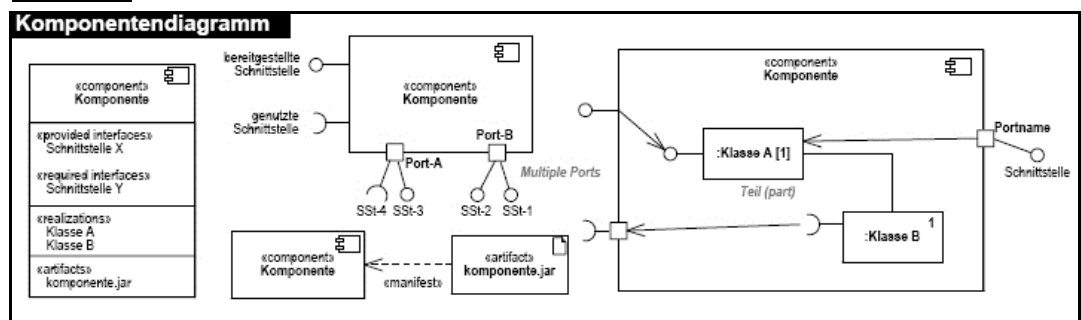 Komponentendiagramm
«component»
Komponente
«provided interfaces»
Schnittstelle X
«required interfaces»
Schnittstelle Y
«realizations»
Klasse A
Klasse B
«artifacts»
komponente.jar
bereitgestellte
Schnittstelle
genutzte
Schnittstelle
«component»
Komponente
Port-B
Port-A
Multiple Ports
SSt-4 SSt-3
SSt-2 SSt-1
«component»
Komponente
«manifest»
«artifact»
komponente.jar
«component»
Komponente
:Klasse A [1]
Teil (part)
:Klasse B
1
Portname
Schnittstelle